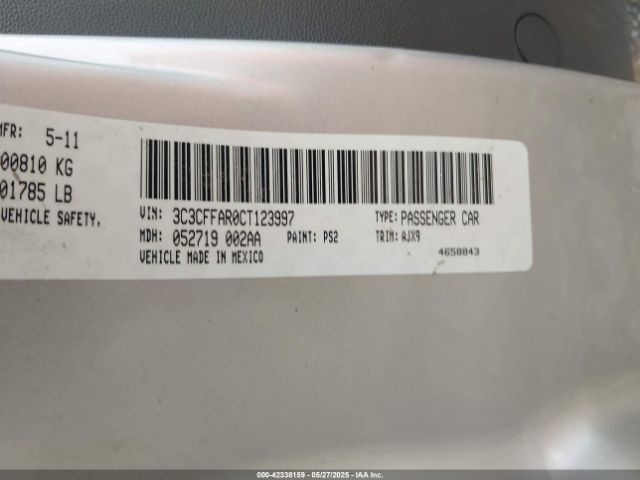 MFR: 5-11
00810 KG
01785 LB
VEHICLE SAFETY,
VIN: 3C3CFFAR0CT123997 TYPE: PASSENGER CAR
MDH: 052719 002AA PAINT: PS2 TRIM: AJX9
VEHICLE MADE IN MEXICO 4650843
000-42338159 - 05/27/2025 - IAA Inc.